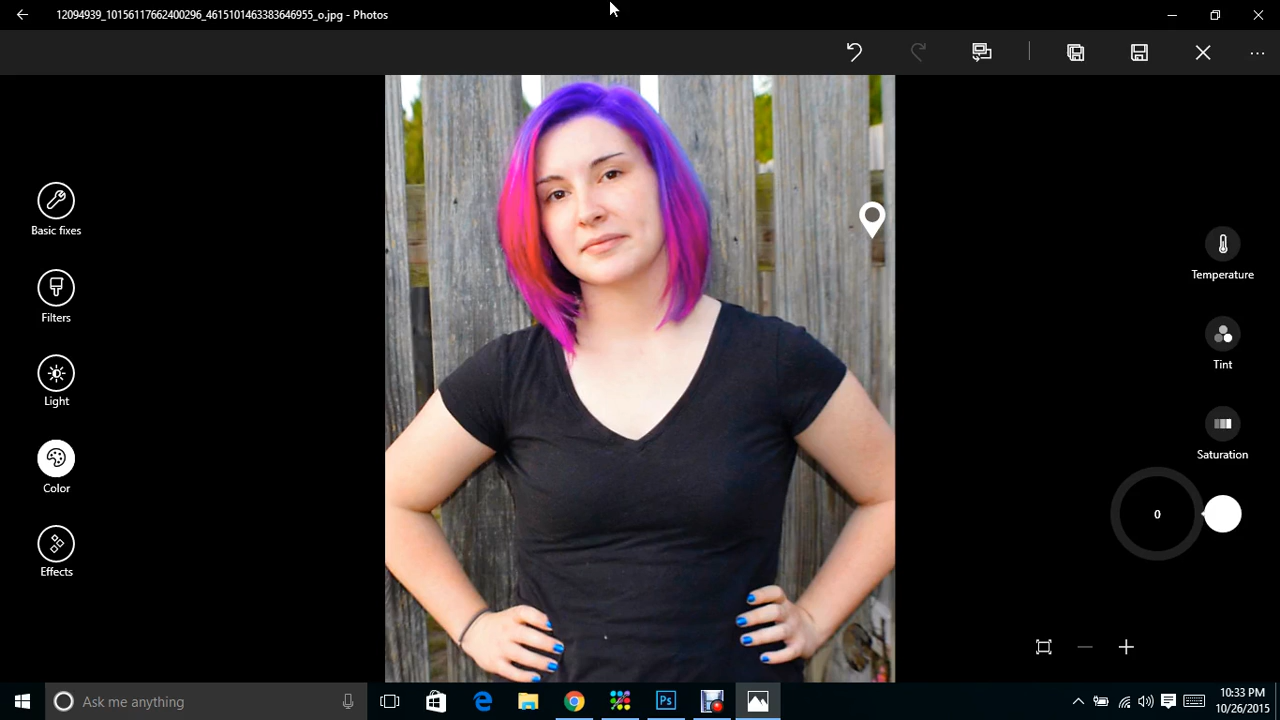 12094939_10156117662400296_4615101463383646955_o.jpg - Photos
Basic fixes
Filters
Light
Color
Effects
Temperature
Tint
Saturation
0
Ask me anything
Ps
10:33 PM
10/26/2015